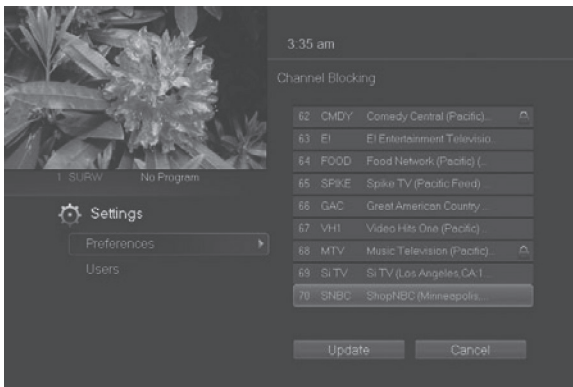 3:35 am
Channel Blocking
62 CMDY Comedy Central (Pacific)...
63 E! E! Entertainment Televisio...
64 FOOD Food Network (Pacific) (...
65 SPIKE Spike TV (Pacific Feed)...
66 GAC Great American Country ...
67 VH1 Video Hits One (Pacific)...
68 MTV Music Television (Pacific)...
69 SiTV Si TV (Los Angeles,CA:1...
70 SNBC ShopNBC (Minneapolis,...
Update Cancel
1 SURW No Program
Settings
Preferences
Users